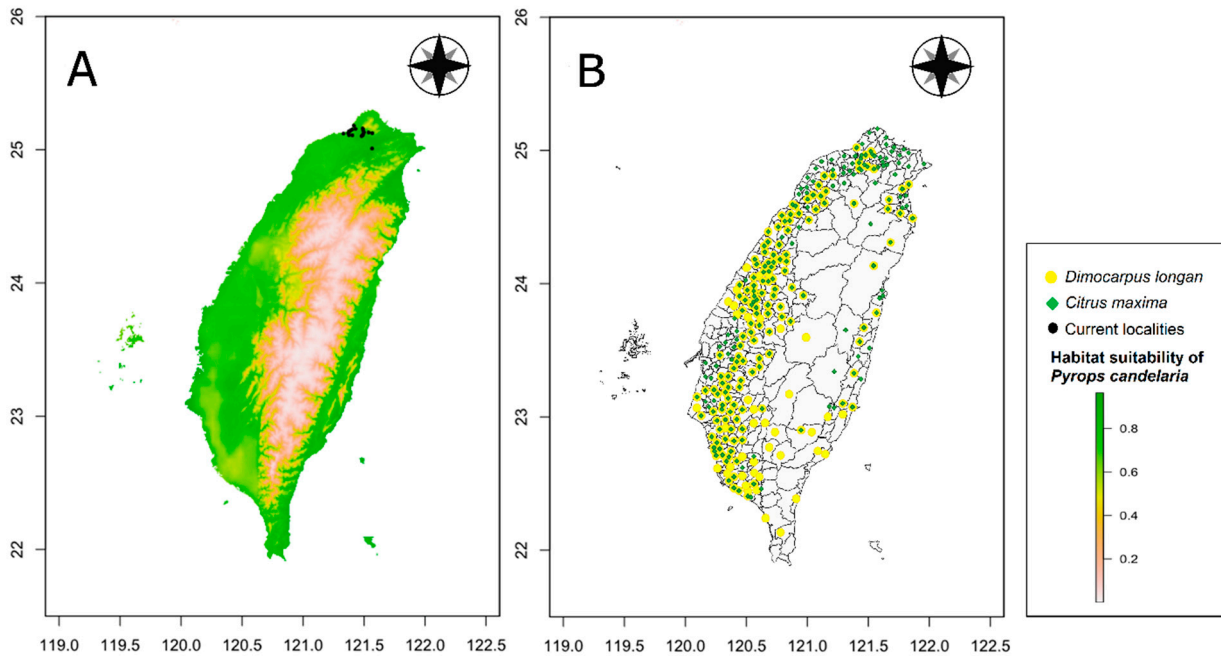 A
B
26
25
24
23
22
119.0 119.5 120.0 120.5 121.0 121.5 122.0 122.5
26
25
24
23
22
119.0 119.5 120.0 120.5 121.0 121.5 122.0 122.5
Dimocarpus longan
Citrus maxima
Current localities
Habitat suitability of
Pyrops candelaria
0.8
0.6
0.4
0.2